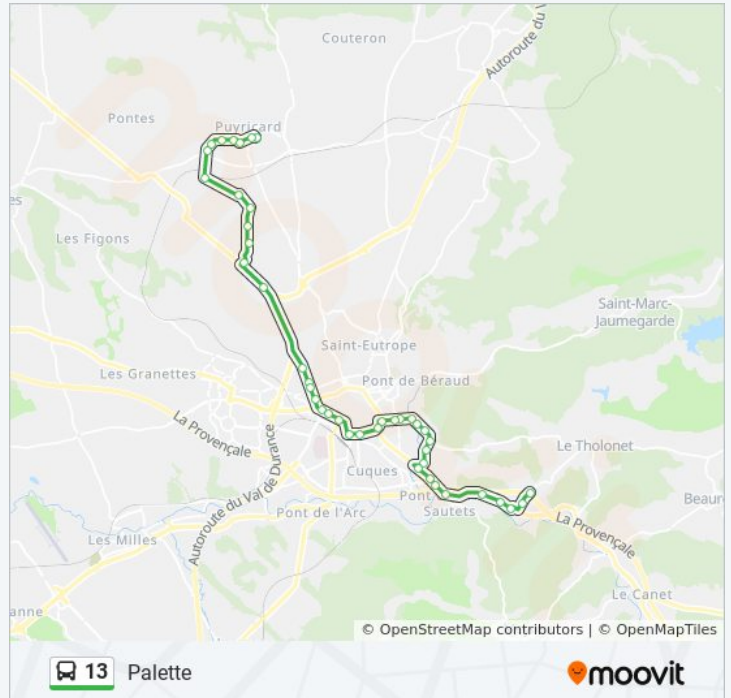 Couteron
Autoroute du V
Pontes
Puyricard
es
Les Figons
Saint-Marc-
Jaumegarde
Saint-Eutrope
Les Granettes
Pont de Béraud
La Provençale
Le Tholonet
Cuques
Autoroute du Val de Durance
Pont
Sautets
Beaure
Pont de l'Arc
La Provençale
Les Milles
Le Canet
anne
© OpenStreetMap contributors | © OpenMapTiles
13 Palette
moovit